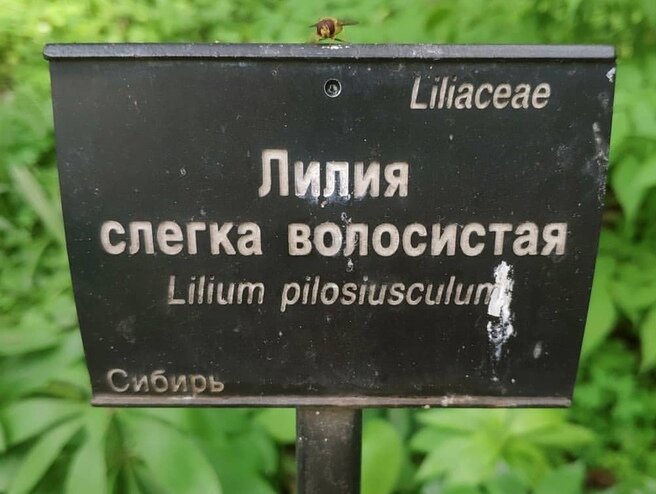 Liliaceae
Лилия
слегка волосистая
Lilium pilosiusculum
Сибирь